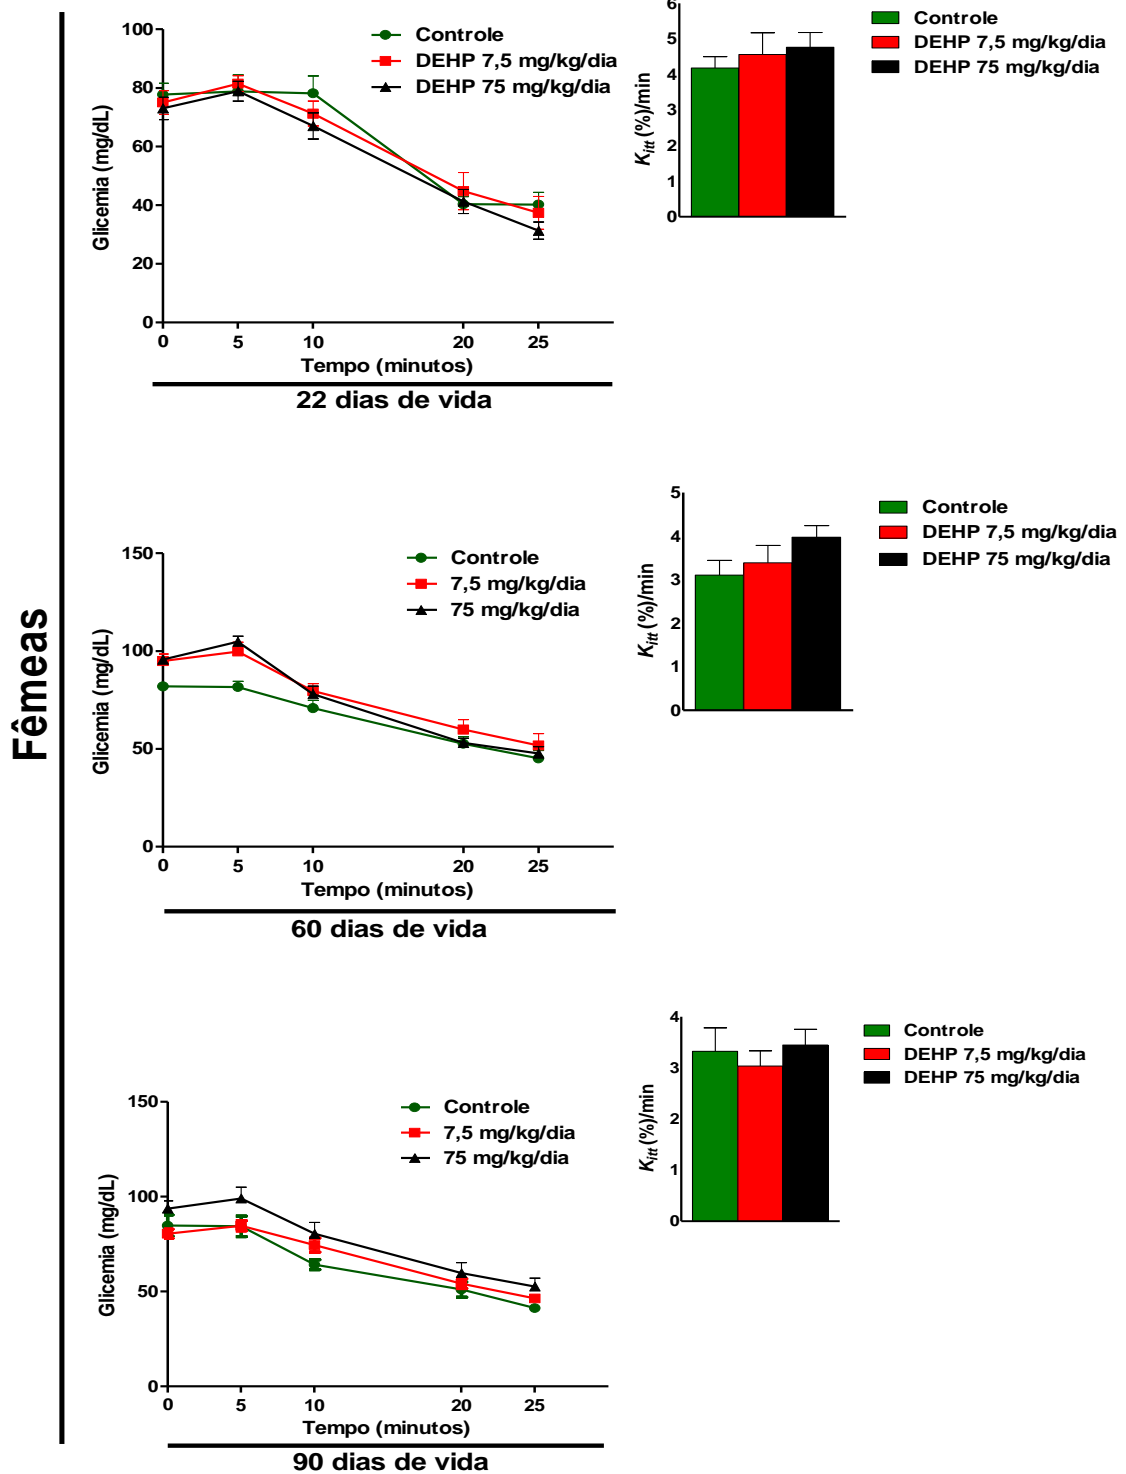 Fêmeas
100
80
60
40
20
0
Glicemia (mg/dL)
Controle
DEHP 7,5 mg/kg/dia
DEHP 75 mg/kg/dia
0 5 10 20 25
Tempo (minutos)
22 dias de vida
6
5
4
3
2
1
0
Kitt (%)/min
Controle
DEHP 7,5 mg/kg/dia
DEHP 75 mg/kg/dia
150
100
50
0
Glicemia (mg/dL)
Controle
7,5 mg/kg/dia
75 mg/kg/dia
0 5 10 20 25
Tempo (minutos)
60 dias de vida
5
4
3
2
1
0
Kitt (%)/min
Controle
DEHP 7,5 mg/kg/dia
DEHP 75 mg/kg/dia
150
100
50
0
Glicemia (mg/dL)
Controle
7,5 mg/kg/dia
75 mg/kg/dia
0 5 10 20 25
Tempo (minutos)
90 dias de vida
4
3
2
1
0
Kitt (%)/min
Controle
DEHP 7,5 mg/kg/dia
DEHP 75 mg/kg/dia